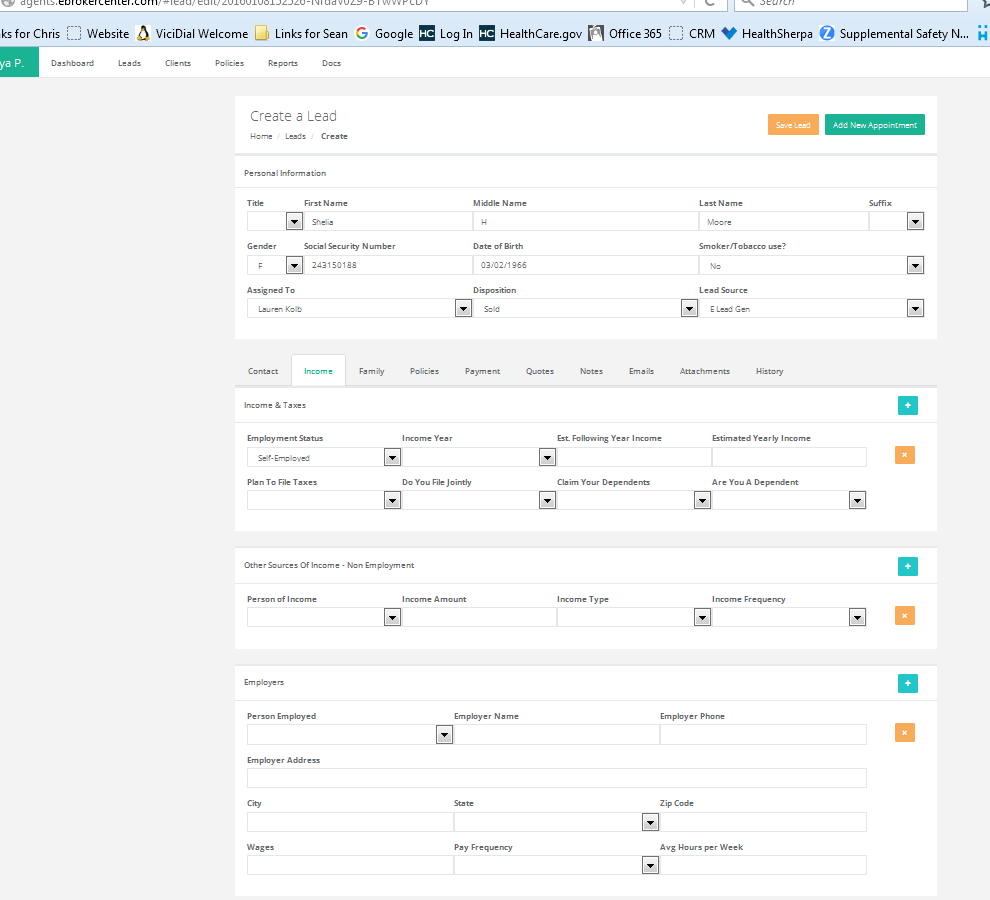 agents.ebrokercenter.com/#lead/edit/20160108152526-NrdaV0Z9-BTwWPcDY
Search
ks for Chris Website ViciDial Welcome Links for Sean Google HC Log In HC HealthCare.gov Office 365 CRM HealthSherpa Supplemental Safety N...
ya P. Dashboard Leads Clients Policies Reports Docs
Create a Lead
Home / Leads / Create
Save Lead Add New Appointment
Personal Information
Title First Name Middle Name Last Name Suffix
Shelia H Moore
Gender Social Security Number Date of Birth Smoker/Tobacco use?
F 243150188 03/02/1966 No
Assigned To Disposition Lead Source
Lauren Kolb Sold E Lead Gen
Contact Income Family Policies Payment Quotes Notes Emails Attachments History
Income & Taxes +
Employment Status Income Year Est. Following Year Income Estimated Yearly Income
Self-Employed ×
Plan To File Taxes Do You File Jointly Claim Your Dependents Are You A Dependent
Other Sources Of Income - Non Employment +
Person of Income Income Amount Income Type Income Frequency
×
Employers +
Person Employed Employer Name Employer Phone
×
Employer Address
City State Zip Code
Wages Pay Frequency Avg Hours per Week